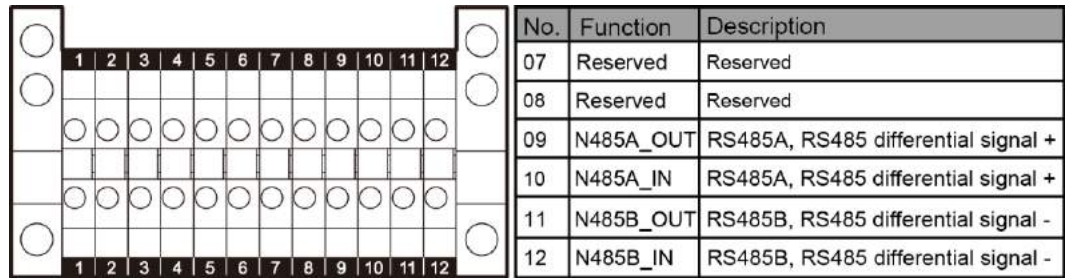 1 2 3 4 5 6 7 8 9 10 11 12
1 2 3 4 5 6 7 8 9 10 11 12
No. Function Description
07 Reserved Reserved
08 Reserved Reserved
09 N485A_OUT RS485A, RS485 differential signal +
10 N485A_IN RS485A, RS485 differential signal +
11 N485B_OUT RS485B, RS485 differential signal -
12 N485B_IN RS485B, RS485 differential signal -